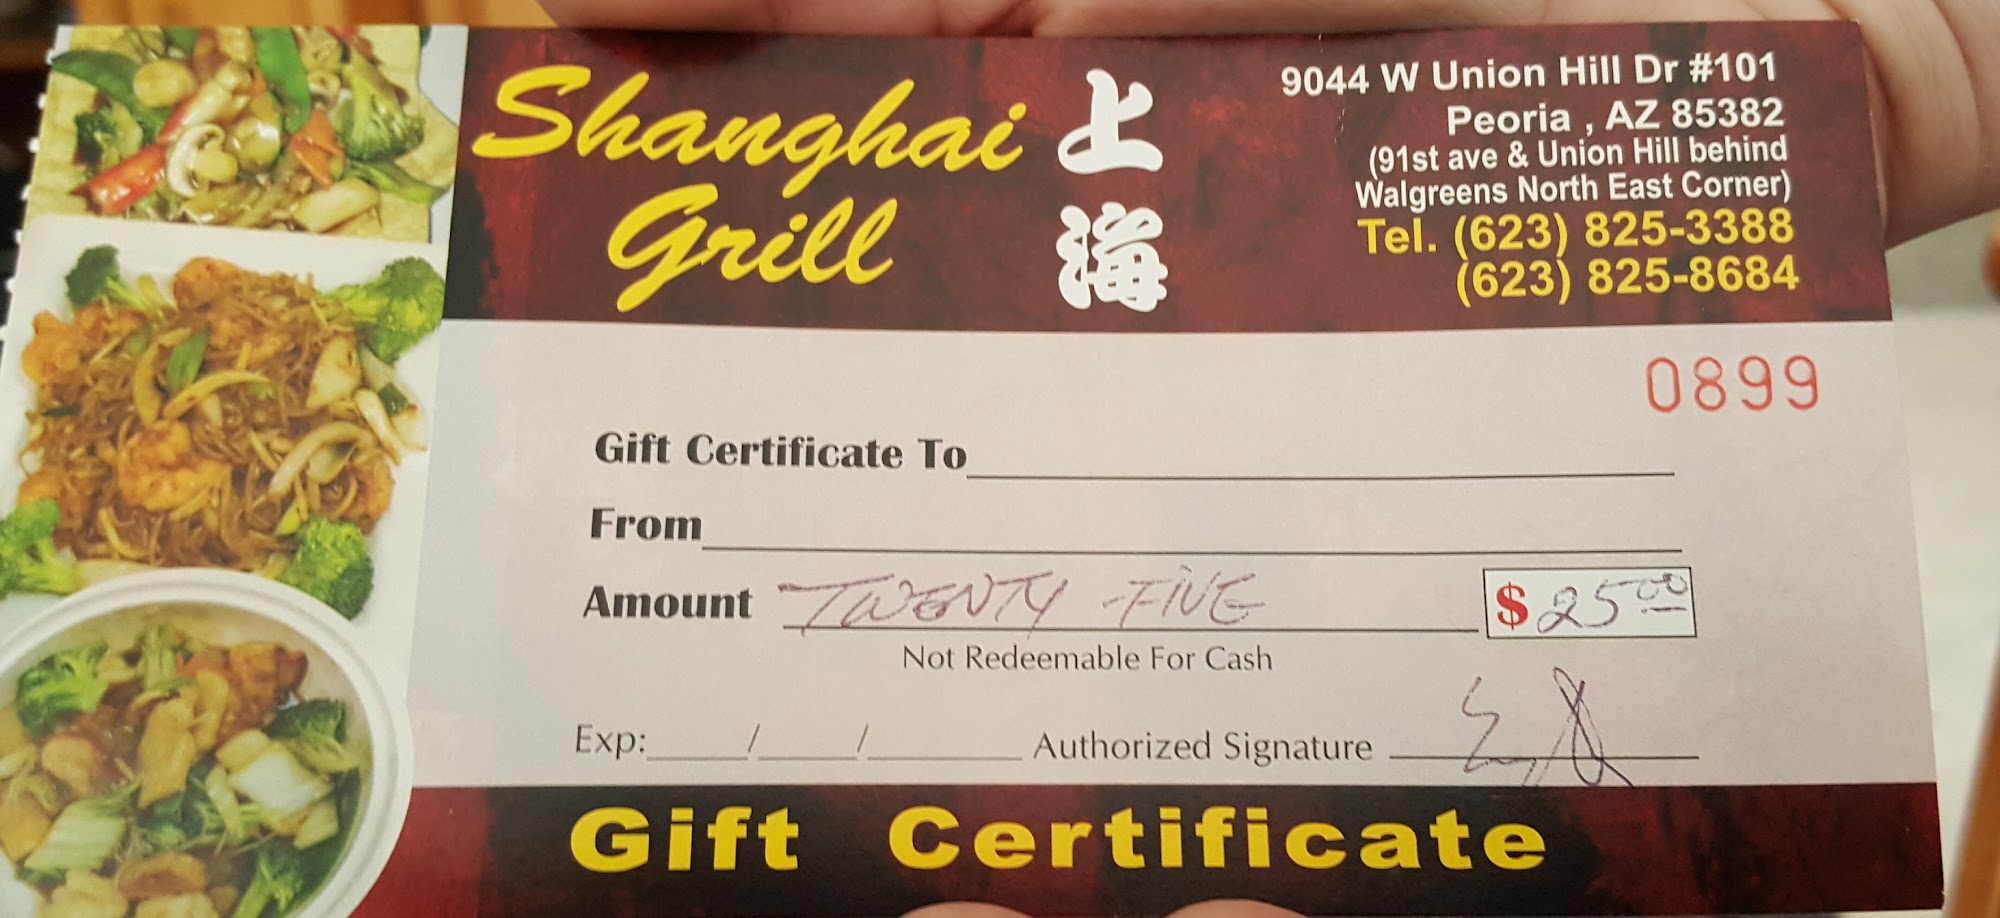 Shanghai
Grill
上
海
9044 W Union Hill Dr #101
Peoria , AZ 85382
(91st ave & Union Hill behind
Walgreens North East Corner)
Tel. (623) 825-3388
(623) 825-8684
0899
Gift Certificate To
From
Amount TWENTY-FIVE $ 25.00
Not Redeemable For Cash
Exp: / / Authorized Signature
Gift Certificate